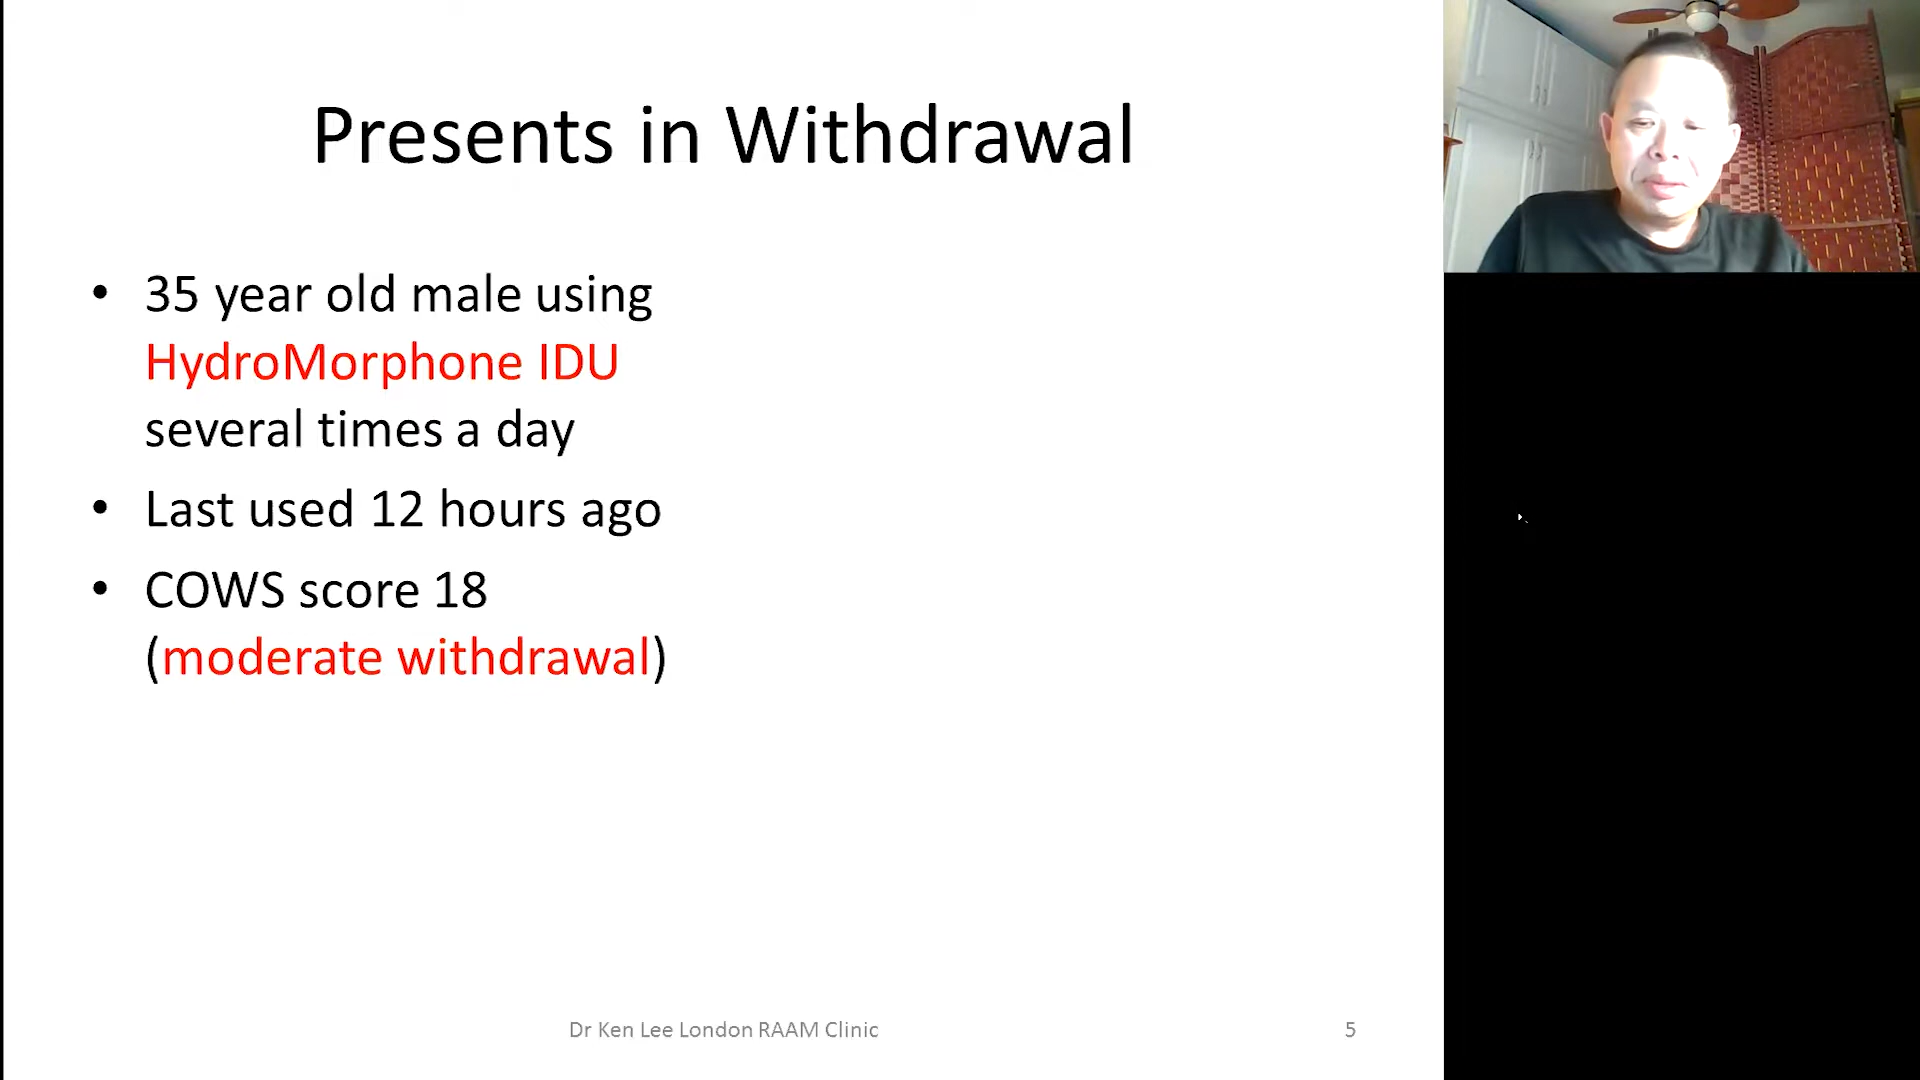 Presents in Withdrawal
• 35 year old male using
HydroMorphone IDU
several times a day
• Last used 12 hours ago
• COWS score 18
(moderate withdrawal)
Dr Ken Lee London RAAM Clinic
5